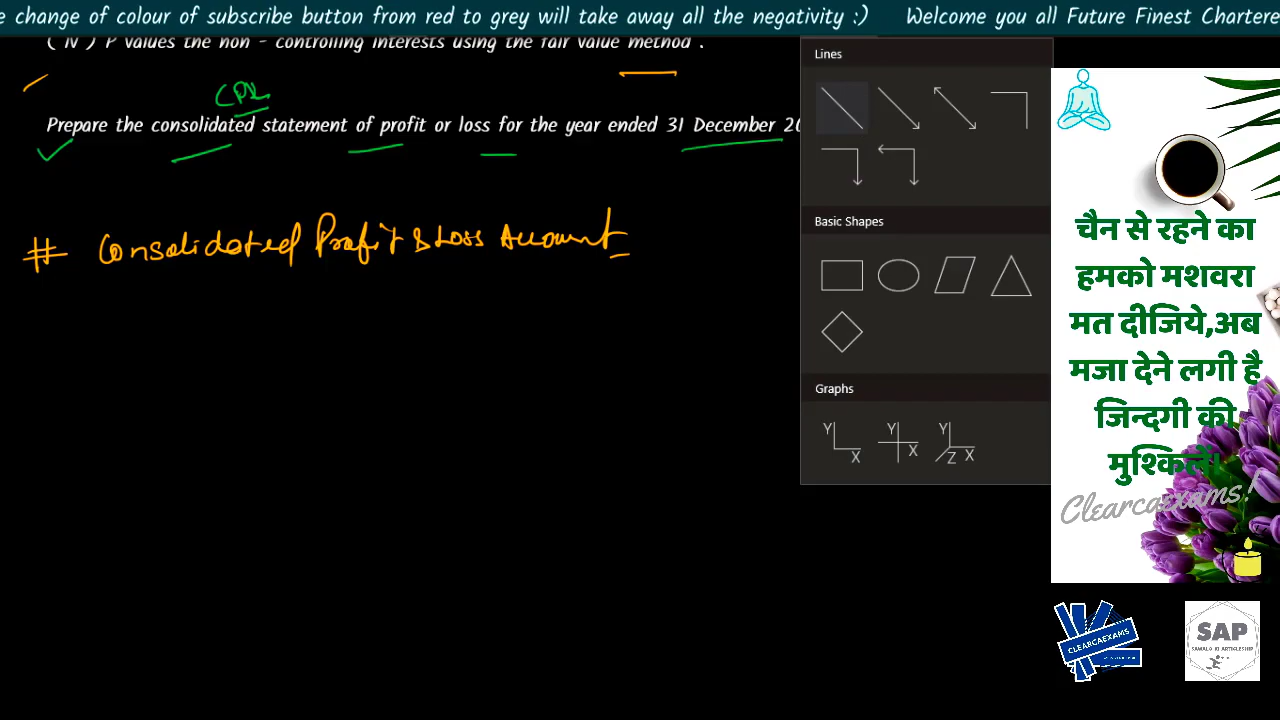 e change of colour of subscribe button from red to grey will take away all the negativity :) Welcome you all Future Finest Chartere
( iv ) P values the non - controlling interests using the fair value method .
CPL
Prepare the consolidated statement of profit or loss for the year ended 31 December 20
# Consolidated Profit & Loss Account
Lines
Basic Shapes
Graphs
Y
X
Y
X
Y
Z
X
चैन से रहने का
हमको मशवरा
मत दीजिये,अब
मजा देने लगी है
जिन्दगी की
मुश्किलें।
Clearcaexams!
CLEARCAEXAMS
SAP
SAMALO KI ARTICLESHIP